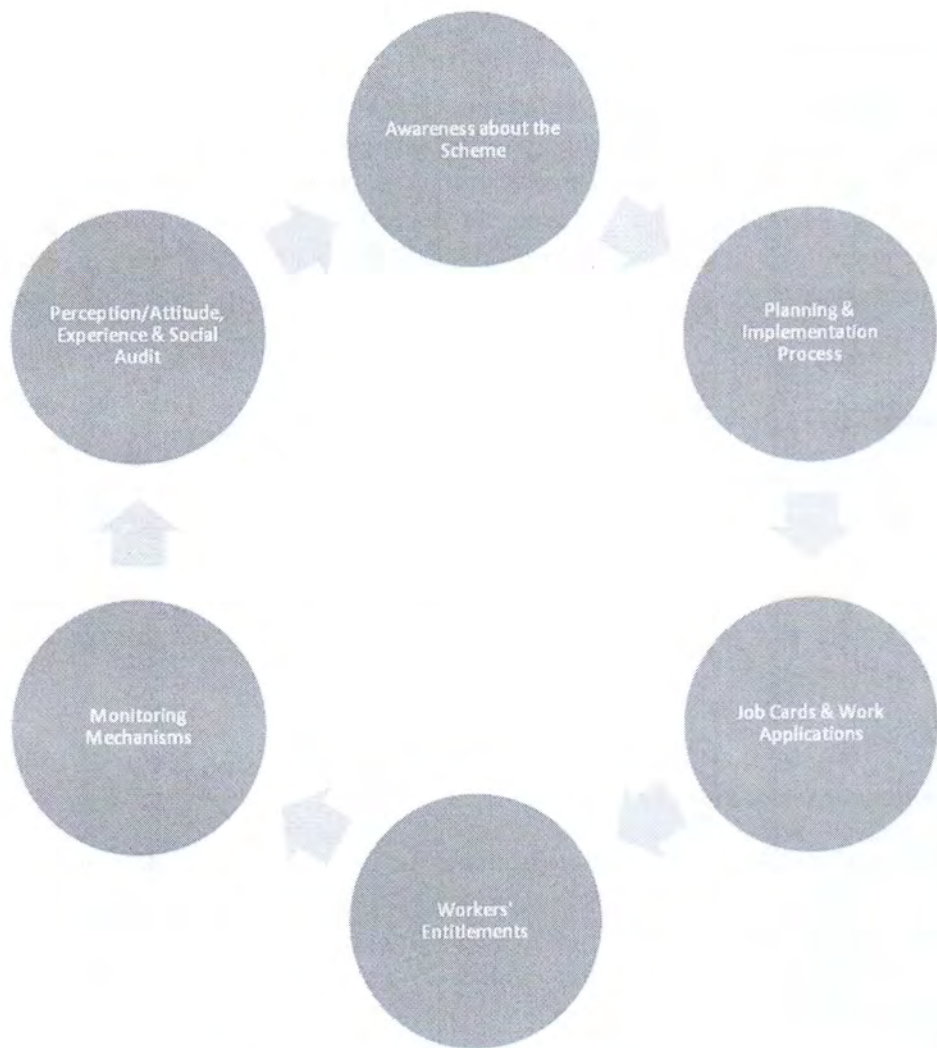 Awareness about the
Scheme
Planning &
Implementation
Process
Job Cards & Work
Applications
Workers'
Entitlements
Monitoring
Mechanisms
Perception/Attitude,
Experience & Social
Audit